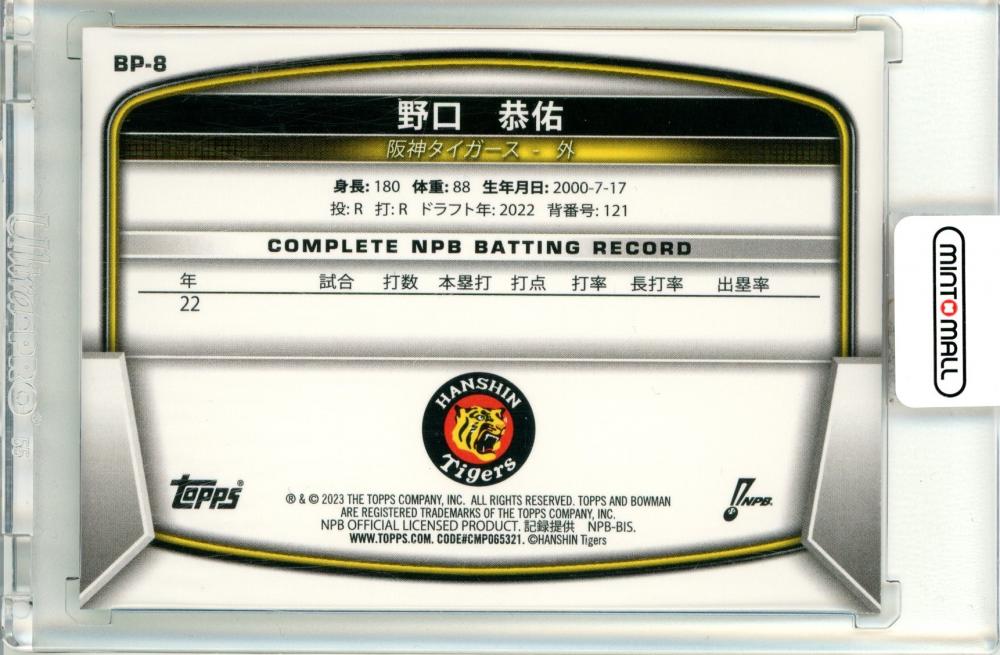 BP-8
野口 恭佑
阪神タイガース - 外
身長: 180 体重: 88 生年月日: 2000-7-17
投: R 打: R ドラフト年: 2022 背番号: 121
COMPLETE NPB BATTING RECORD
年 試合 打数 本塁打 打点 打率 長打率 出塁率
22
HANSHIN
Tigers
topps®
® & © 2023 THE TOPPS COMPANY, INC. ALL RIGHTS RESERVED. TOPPS AND BOWMAN
ARE REGISTERED TRADEMARKS OF THE TOPPS COMPANY, INC.
NPB OFFICIAL LICENSED PRODUCT. 記録提供 NPB-BIS.
WWW.TOPPS.COM. CODE#CMP065321. ©HANSHIN Tigers
NPB.
MINT MALL
Ultra PRO®